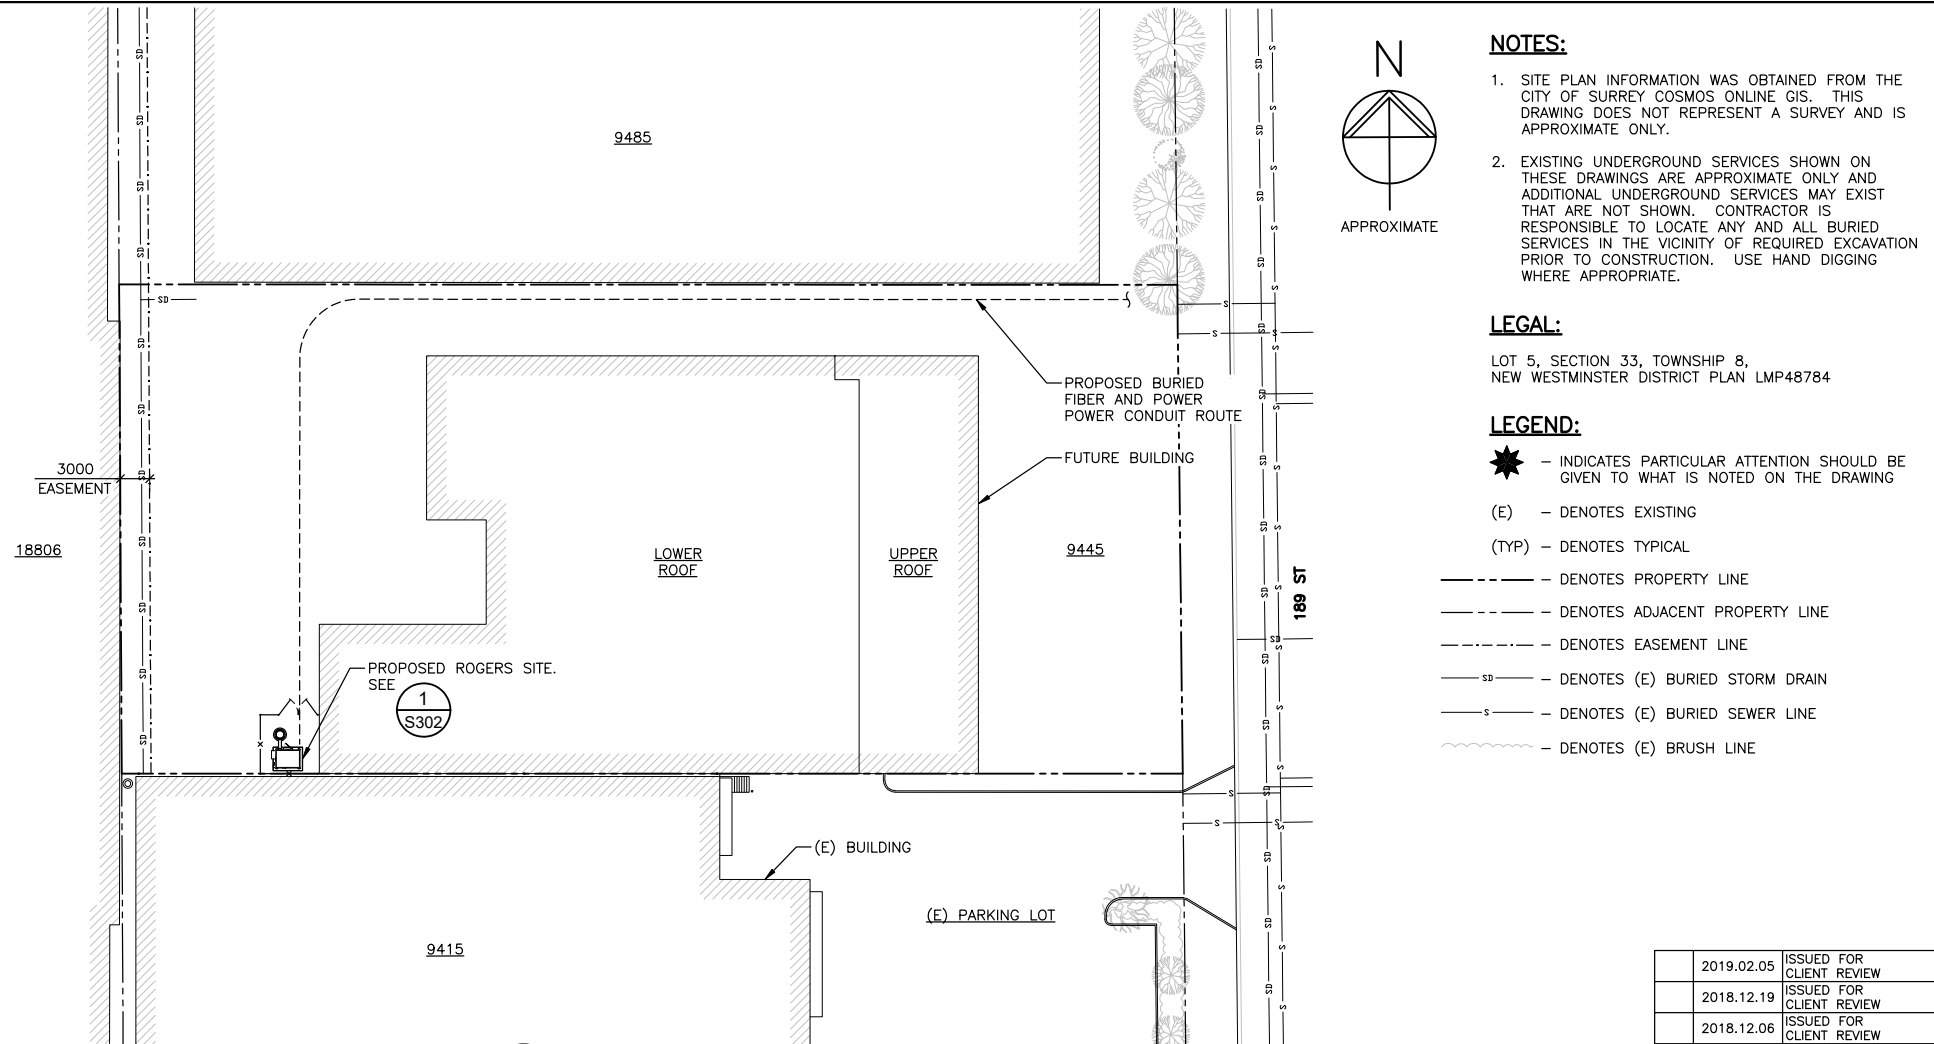 9485
N
APPROXIMATE
NOTES:
1. SITE PLAN INFORMATION WAS OBTAINED FROM THE
CITY OF SURREY COSMOS ONLINE GIS. THIS
DRAWING DOES NOT REPRESENT A SURVEY AND IS
APPROXIMATE ONLY.
2. EXISTING UNDERGROUND SERVICES SHOWN ON
THESE DRAWINGS ARE APPROXIMATE ONLY AND
ADDITIONAL UNDERGROUND SERVICES MAY EXIST
THAT ARE NOT SHOWN. CONTRACTOR IS
RESPONSIBLE TO LOCATE ANY AND ALL BURIED
SERVICES IN THE VICINITY OF REQUIRED EXCAVATION
PRIOR TO CONSTRUCTION. USE HAND DIGGING
WHERE APPROPRIATE.
LEGAL:
LOT 5, SECTION 33, TOWNSHIP 8,
NEW WESTMINSTER DISTRICT PLAN LMP48784
LEGEND:
– INDICATES PARTICULAR ATTENTION SHOULD BE
GIVEN TO WHAT IS NOTED ON THE DRAWING
(E) – DENOTES EXISTING
(TYP) – DENOTES TYPICAL
– DENOTES PROPERTY LINE
– DENOTES ADJACENT PROPERTY LINE
– DENOTES EASEMENT LINE
SD – DENOTES (E) BURIED STORM DRAIN
S – DENOTES (E) BURIED SEWER LINE
– DENOTES (E) BRUSH LINE
PROPOSED BURIED
FIBER AND POWER
POWER CONDUIT ROUTE
FUTURE BUILDING
3000
EASEMENT
18806
LOWER
ROOF
UPPER
ROOF
9445
189 ST
PROPOSED ROGERS SITE.
SEE
1
S302
(E) BUILDING
(E) PARKING LOT
9415
2019.02.05 ISSUED FOR
CLIENT REVIEW
2018.12.19 ISSUED FOR
CLIENT REVIEW
2018.12.06 ISSUED FOR
CLIENT REVIEW